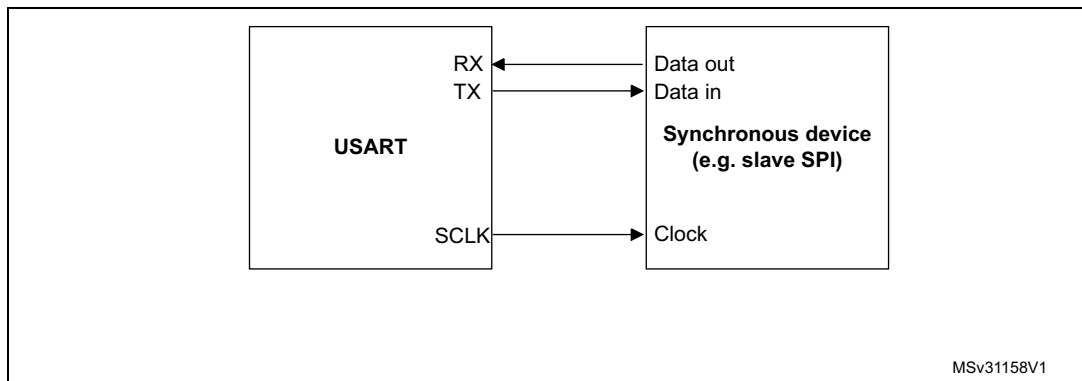 RX
TX
USART
SCLK
Data out
Data in
Synchronous device
(e.g. slave SPI)
Clock
MSv31158V1